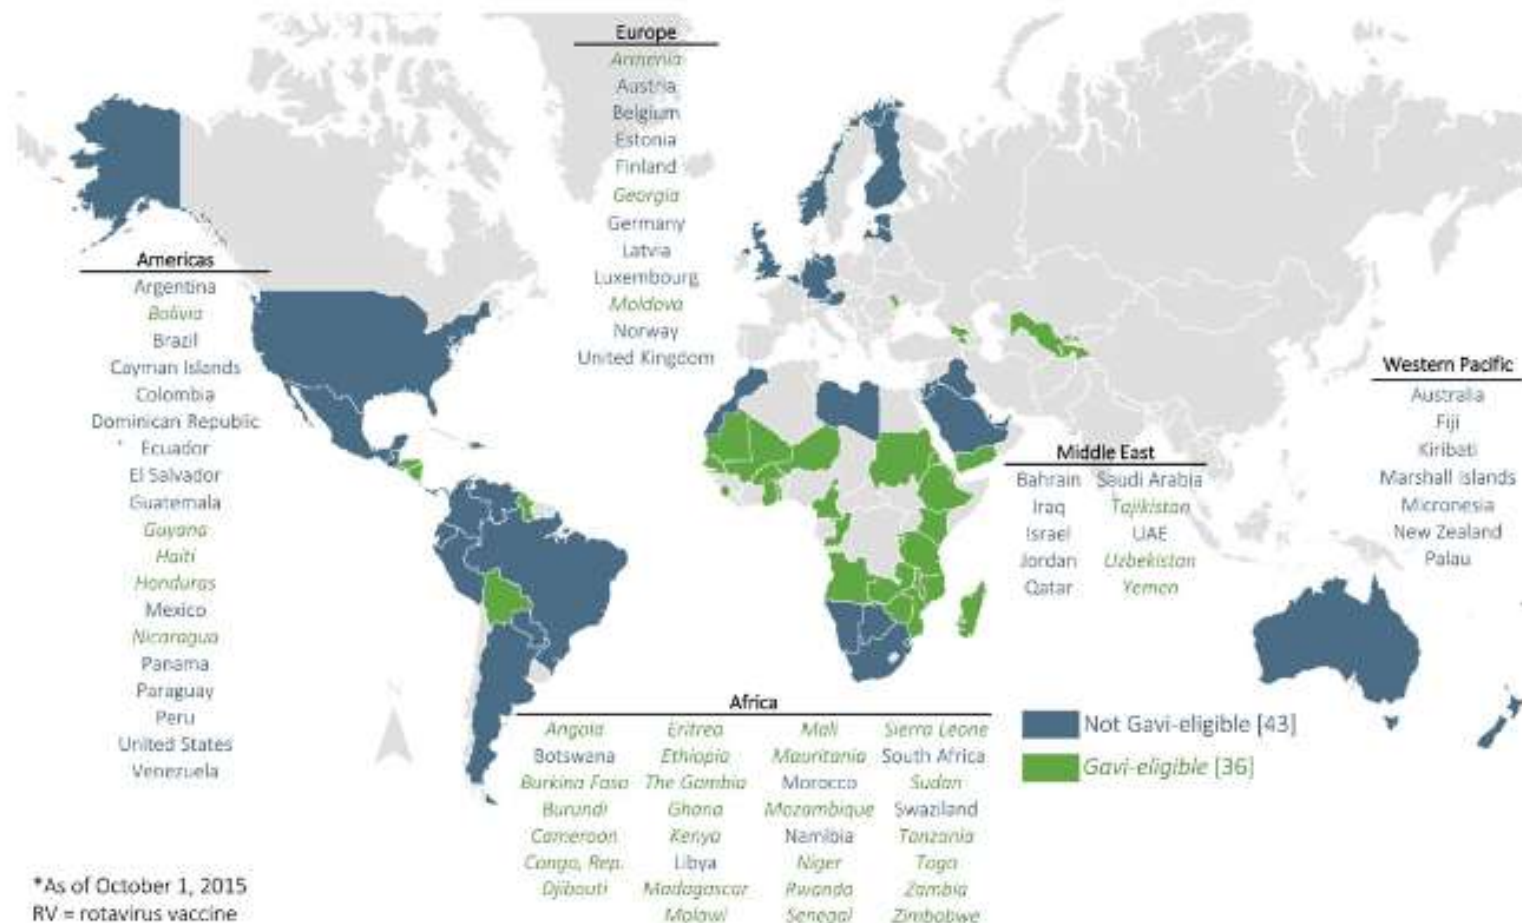 Europe
Armenia
Austria
Belgium
Estonia
Finland
Georgia
Germany
Latvia
Luxembourg
Moldova
Norway
United Kingdom
Americas
Argentina
Bolivia
Brazil
Cayman Islands
Colombia
Dominican Republic
Ecuador
El Salvador
Guatemala
Guyana
Haiti
Honduras
Mexico
Nicaragua
Panama
Paraguay
Peru
United States
Venezuela
Western Pacific
Australia
Fiji
Kiribati
Marshall Islands
Micronesia
New Zealand
Palau
Middle East
Bahrain Saudi Arabia
Iraq Tajikistan
Israel UAE
Jordan Uzbekistan
Qatar Yemen
N
Africa
Angola Eritrea Mali Sierra Leone
Botswana Ethiopia Mauritania South Africa
Burkina Faso The Gambia Morocco Sudan
Burundi Ghana Mozambique Swaziland
Cameroon Kenya Namibia Tanzania
Congo, Rep. Libya Niger Togo
Djibouti Madagascar Rwanda Zambia
Malawi Senegal Zimbabwe
Not Gavi-eligible [43]
Gavi-eligible [36]
*As of October 1, 2015
RV = rotavirus vaccine